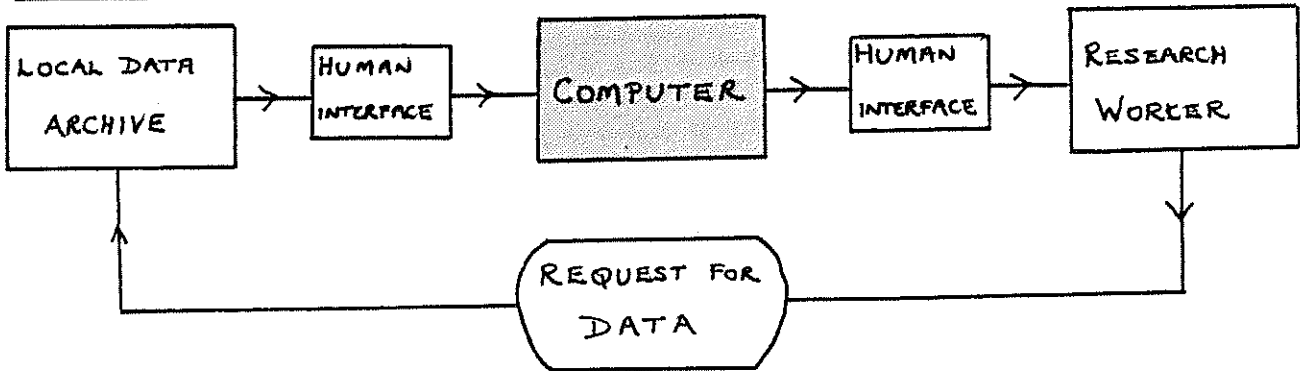 LOCAL DATA
ARCHIVE
HUMAN
INTERFACE
COMPUTER
HUMAN
INTERFACE
RESEARCH
WORKER
REQUEST FOR
DATA